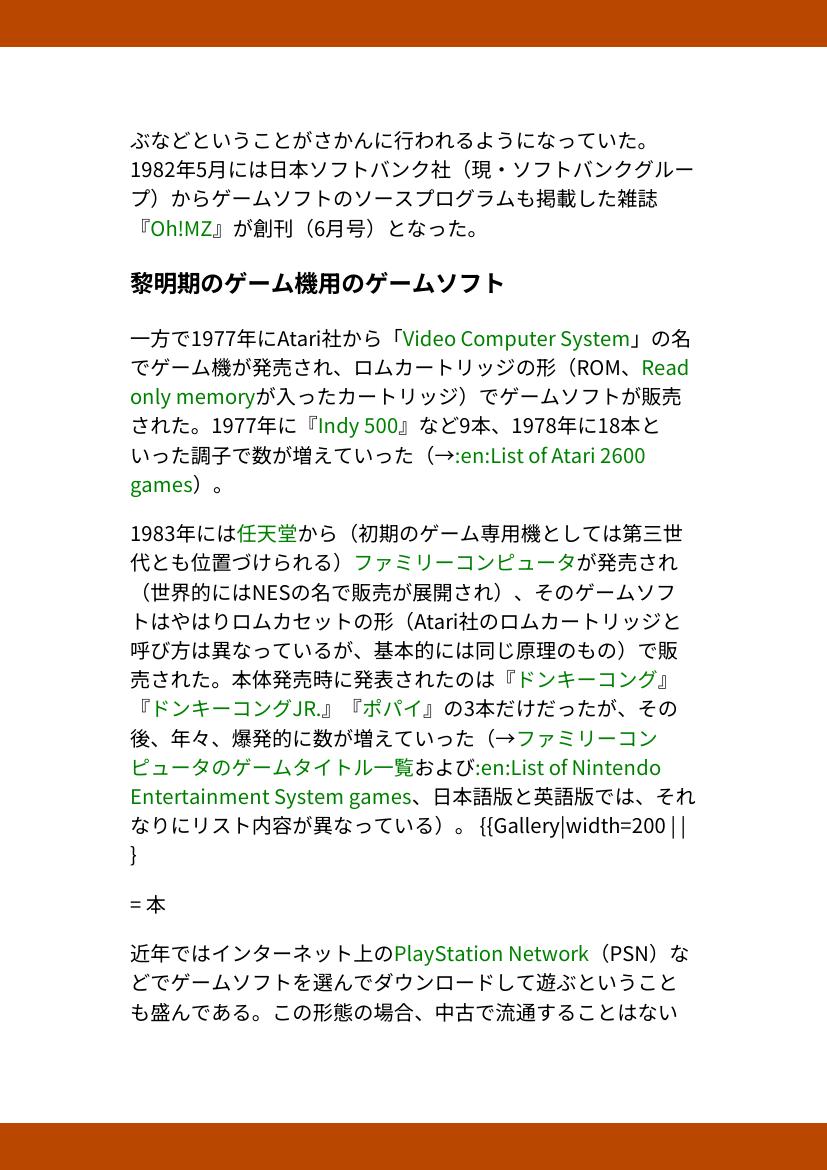 ぶなどということがさかんに行われるようになっていた。
1982年5月には日本ソフトバンク社（現・ソフトバンクグルー
プ）からゲームソフトのソースプログラムも掲載した雑誌
『Oh!MZ』が創刊（6月号）となった。
黎明期のゲーム機用のゲームソフト
一方で1977年にAtari社から「Video Computer System」の名
でゲーム機が発売され、ロムカートリッジの形（ROM、Read
only memoryが入ったカートリッジ）でゲームソフトが販売
された。1977年に『Indy 500』など9本、1978年に18本と
いった調子で数が増えていった（→:en:List of Atari 2600
games）。
1983年には任天堂から（初期のゲーム専用機としては第三世
代とも位置づけられる）ファミリーコンピュータが発売され
（世界的にはNESの名で販売が展開され）、そのゲームソフ
トはやはりロムカセットの形（Atari社のロムカートリッジと
呼び方は異なっているが、基本的には同じ原理のもの）で販
売された。本体発売時に発表されたのは『ドンキーコング』
『ドンキーコングJR.』『ポパイ』の3本だけだったが、その
後、年々、爆発的に数が増えていった（→ファミリーコン
ピュータのゲームタイトル一覧および:en:List of Nintendo
Entertainment System games、日本語版と英語版では、それ
なりにリスト内容が異なっている）。 {{Gallery|width=200 | |
}
= 本
近年ではインターネット上のPlayStation Network（PSN）な
どでゲームソフトを選んでダウンロードして遊ぶということ
も盛んである。この形態の場合、中古で流通することはない